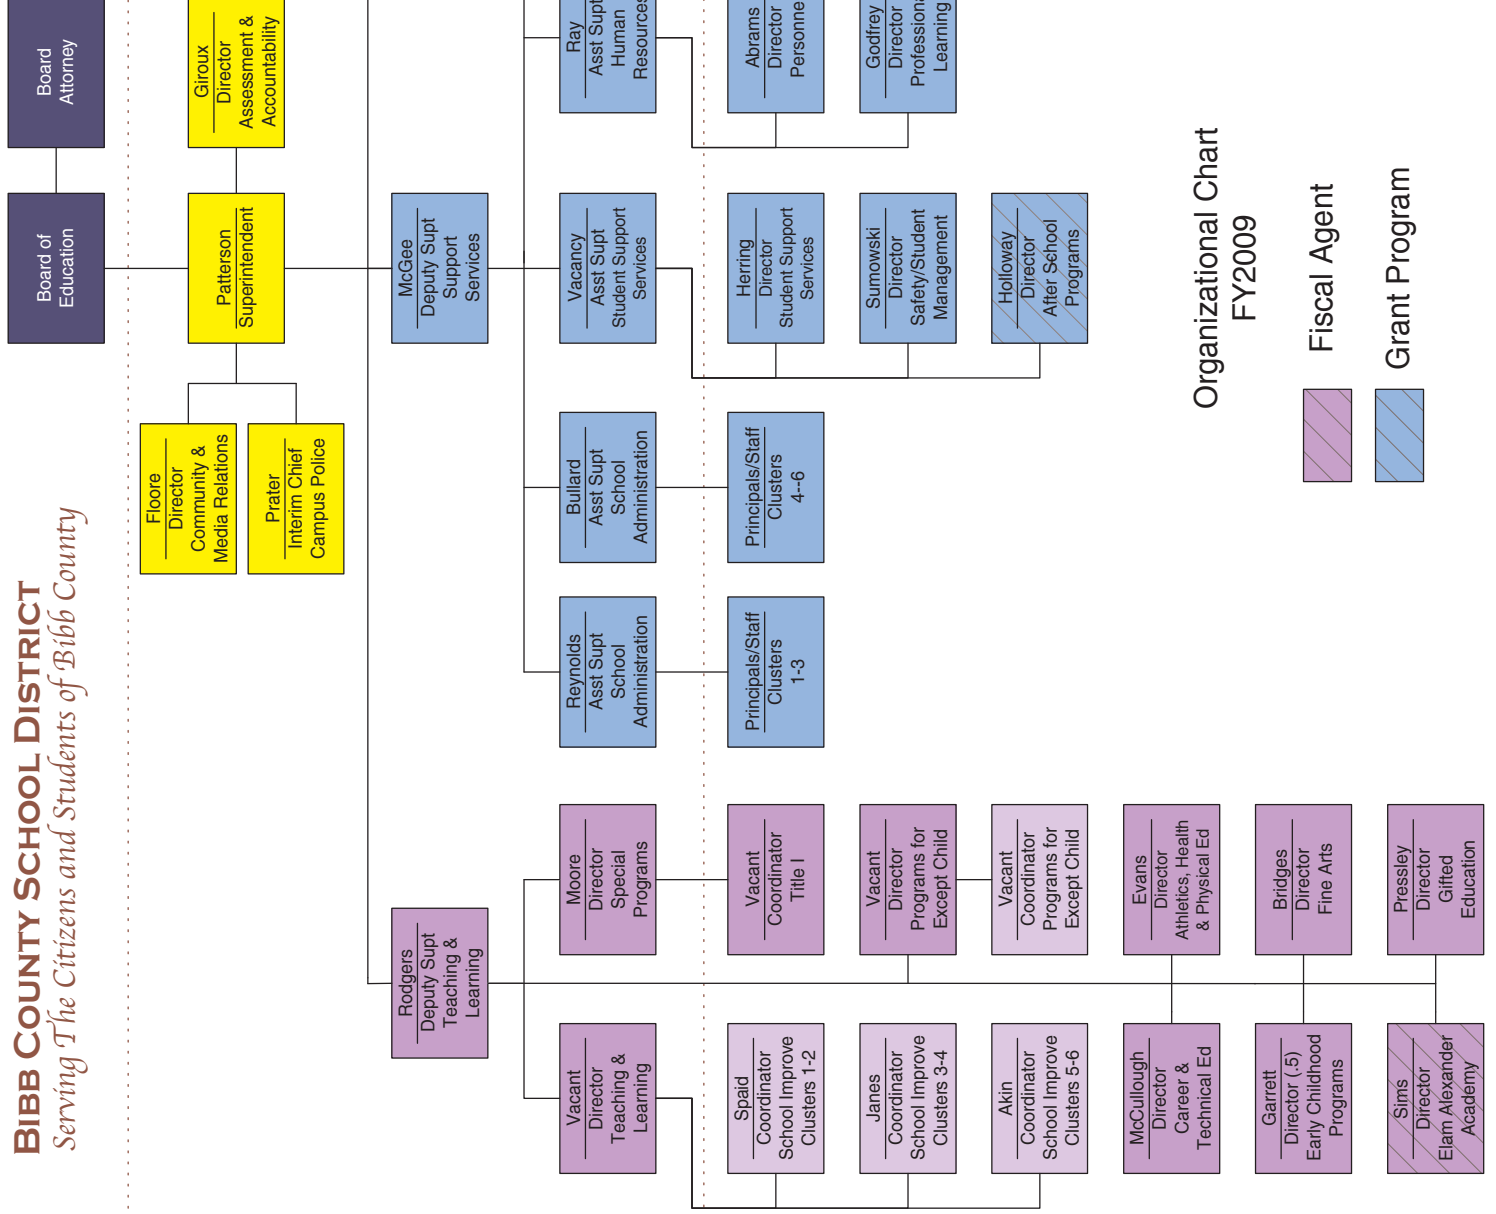 BIBB COUNTY SCHOOL DISTRICT
Serving The Citizens and Students of Bibb County
Board of
Education
Board
Attorney
Floore
Director
Community &
Media Relations
Prater
Interim Chief
Campus Police
Patterson
Superintendent
Giroux
Director
Assessment &
Accountability
Rodgers
Deputy Supt
Teaching &
Learning
McGee
Deputy Supt
Support
Services
Vacant
Director
Teaching &
Learning
Moore
Director
Special
Programs
Reynolds
Asst Supt
School
Administration
Bullard
Asst Supt
School
Administration
Vacancy
Asst Supt
Student Support
Services
Ray
Asst Supt
Human
Resources
Spaid
Coordinator
School Improve
Clusters 1-2
Vacant
Coordinator
Title I
Principals/Staff
Clusters
1-3
Principals/Staff
Clusters
4--6
Herring
Director
Student Support
Services
Abrams
Director
Personne
Janes
Coordinator
School Improve
Clusters 3-4
Vacant
Director
Programs for
Except Child
Sumowski
Director
Safety/Student
Management
Godfrey
Director
Professiona
Learning
Akin
Coordinator
School Improve
Clusters 5-6
Vacant
Coordinator
Programs for
Except Child
Holloway
Director
After School
Programs
McCullough
Director
Career &
Technical Ed
Evans
Director
Athletics, Health
& Physical Ed
Garrett
Director (.5)
Early Childhood
Programs
Bridges
Director
Fine Arts
Sims
Director
Elam Alexander
Academy
Pressley
Director
Gifted
Education
Organizational Chart
FY2009
Fiscal Agent
Grant Program